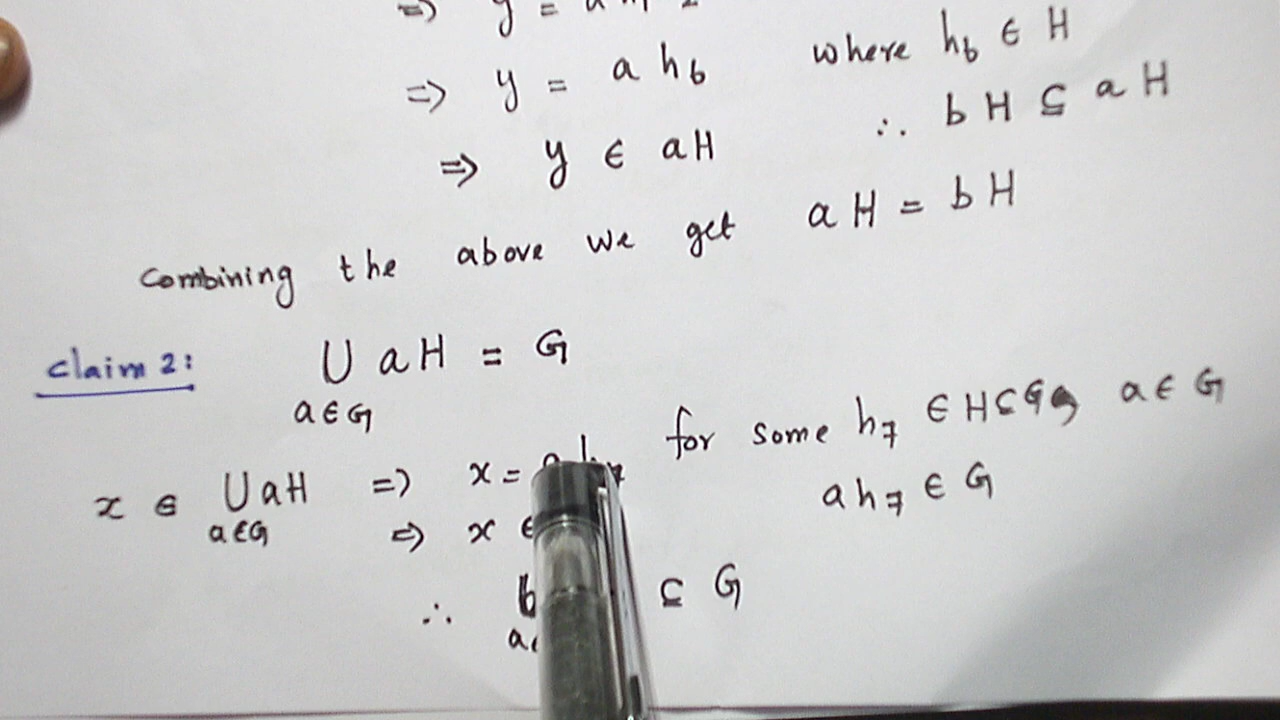 ⇒ y = a h₆ where h₆ ∈ H
⇒ y ∈ aH ∴ bH ⊆ aH
Combining the above we get aH = bH
Claim 2: ∪ aH = G
a∈G
x ∈ ∪ aH ⇒ x = for some h₇ ∈ H⊆G, a ∈ G
a∈G ⇒ x ∈ ah₇ ∈ G
∴ ⊆ G